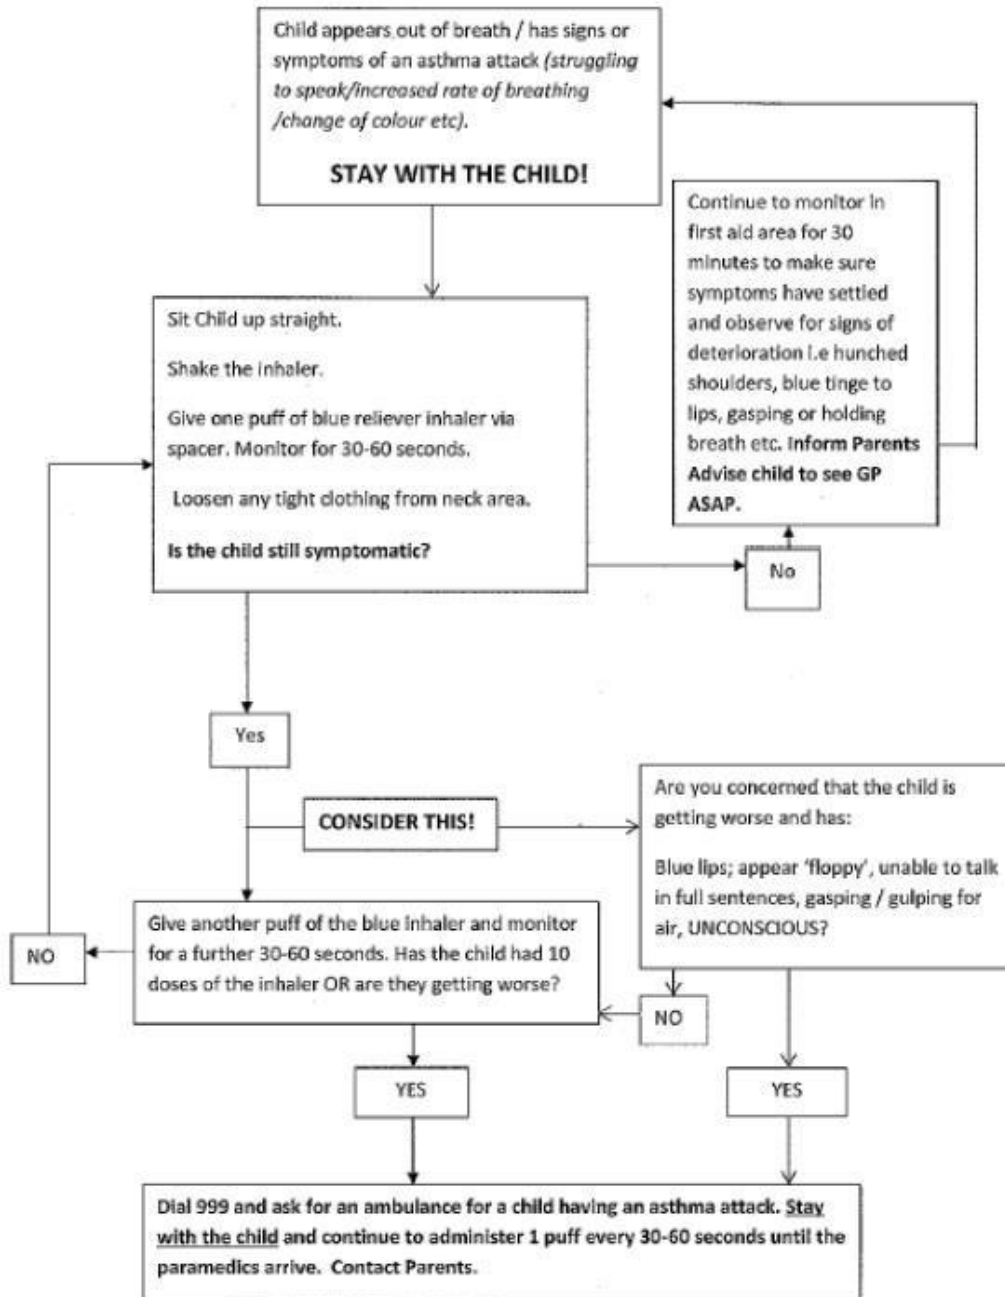 Child appears out of breath / has signs or
symptoms of an asthma attack (struggling
to speak/increased rate of breathing
/change of colour etc).
STAY WITH THE CHILD!
Continue to monitor in
first aid area for 30
minutes to make sure
symptoms have settled
and observe for signs of
deterioration i.e hunched
shoulders, blue tinge to
lips, gasping or holding
breath etc. Inform Parents
Advise child to see GP
ASAP.
Sit Child up straight.
Shake the inhaler.
Give one puff of blue reliever inhaler via
spacer. Monitor for 30-60 seconds.
Loosen any tight clothing from neck area.
Is the child still symptomatic?
No
Yes
CONSIDER THIS!
Are you concerned that the child is
getting worse and has:
Blue lips; appear ‘floppy’, unable to talk
in full sentences, gasping / gulping for
air, UNCONSCIOUS?
NO
Give another puff of the blue inhaler and monitor
for a further 30-60 seconds. Has the child had 10
doses of the inhaler OR are they getting worse?
NO
YES
YES
Dial 999 and ask for an ambulance for a child having an asthma attack. Stay
with the child and continue to administer 1 puff every 30-60 seconds until the
paramedics arrive.  Contact Parents.